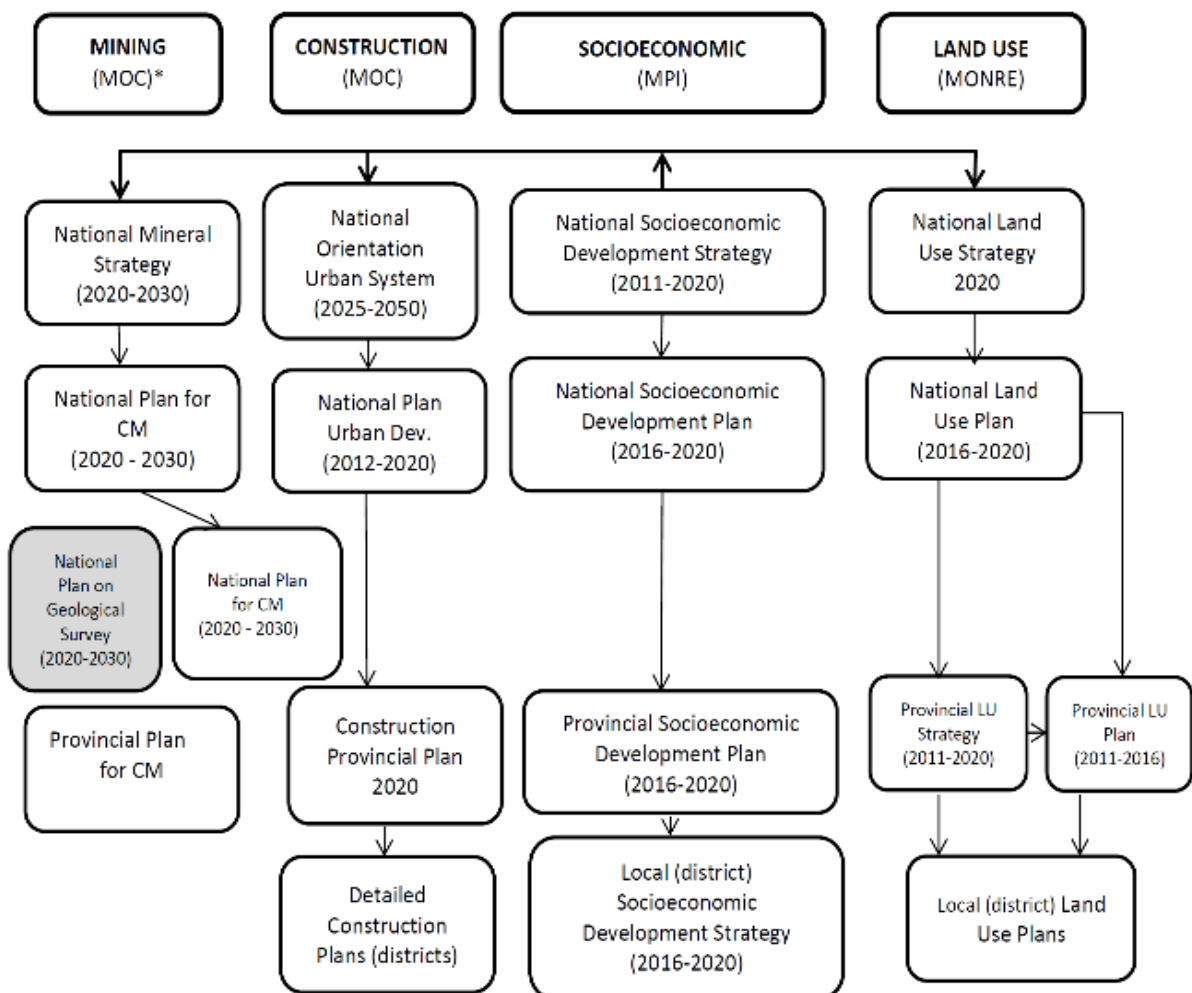 MINING
(MOC)*
CONSTRUCTION
(MOC)
SOCIOECONOMIC
(MPI)
LAND USE
(MONRE)
National Mineral
Strategy
(2020-2030)
National
Orientation
Urban System
(2025-2050)
National Socioeconomic
Development Strategy
(2011-2020)
National Land
Use Strategy
2020
National Plan for
CM
(2020 - 2030)
National Plan
Urban Dev.
(2012-2020)
National Socioeconomic
Development Plan
(2016-2020)
National Land
Use Plan
(2016-2020)
National
Plan on
Geological
Survey
(2020-2030)
National Plan
for CM
(2020 - 2030)
Provincial Plan
for CM
Construction
Provincial Plan
2020
Provincial Socioeconomic
Development Plan
(2016-2020)
Provincial LU
Strategy
(2011-2020)
Provincial LU
Plan
(2011-2016)
Detailed
Construction
Plans (districts)
Local (district)
Socioeconomic
Development Strategy
(2016-2020)
Local (district) Land
Use Plans